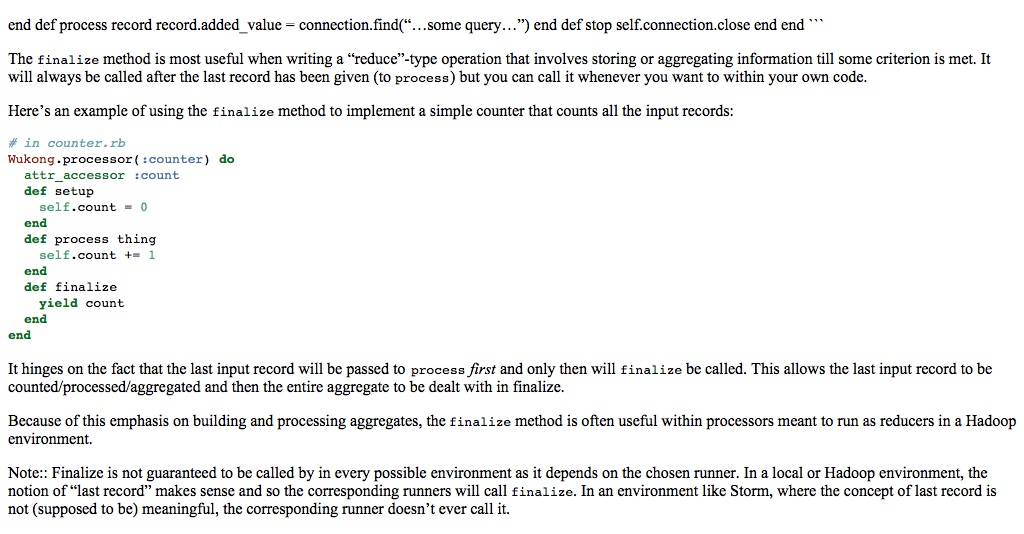 end def process record record.added_value = connection.find(“…some query…”) end def stop self.connection.close end end ```
The finalize method is most useful when writing a “reduce”-type operation that involves storing or aggregating information till some criterion is met. It
will always be called after the last record has been given (to process) but you can call it whenever you want to within your own code.
Here’s an example of using the finalize method to implement a simple counter that counts all the input records:
# in counter.rb
Wukong.processor(:counter) do
  attr_accessor :count
  def setup
    self.count = 0
  end
  def process thing
    self.count += 1
  end
  def finalize
    yield count
  end
end
It hinges on the fact that the last input record will be passed to process first and only then will finalize be called. This allows the last input record to be
counted/processed/aggregated and then the entire aggregate to be dealt with in finalize.
Because of this emphasis on building and processing aggregates, the finalize method is often useful within processors meant to run as reducers in a Hadoop
environment.
Note:: Finalize is not guaranteed to be called by in every possible environment as it depends on the chosen runner. In a local or Hadoop environment, the
notion of “last record” makes sense and so the corresponding runners will call finalize. In an environment like Storm, where the concept of last record is
not (supposed to be) meaningful, the corresponding runner doesn’t ever call it.